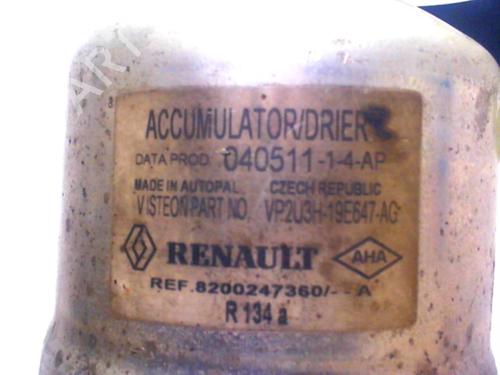 ACCUMULATOR/DRIER
DATA PROD. 040511-1-4-AP
MADE IN AUTOPAL CZECH REPUBLIC
VISTEON PART NO. VP2U3H-19E647-AG
RENAULT AHA
REF.8200247360/--A
R 134 a